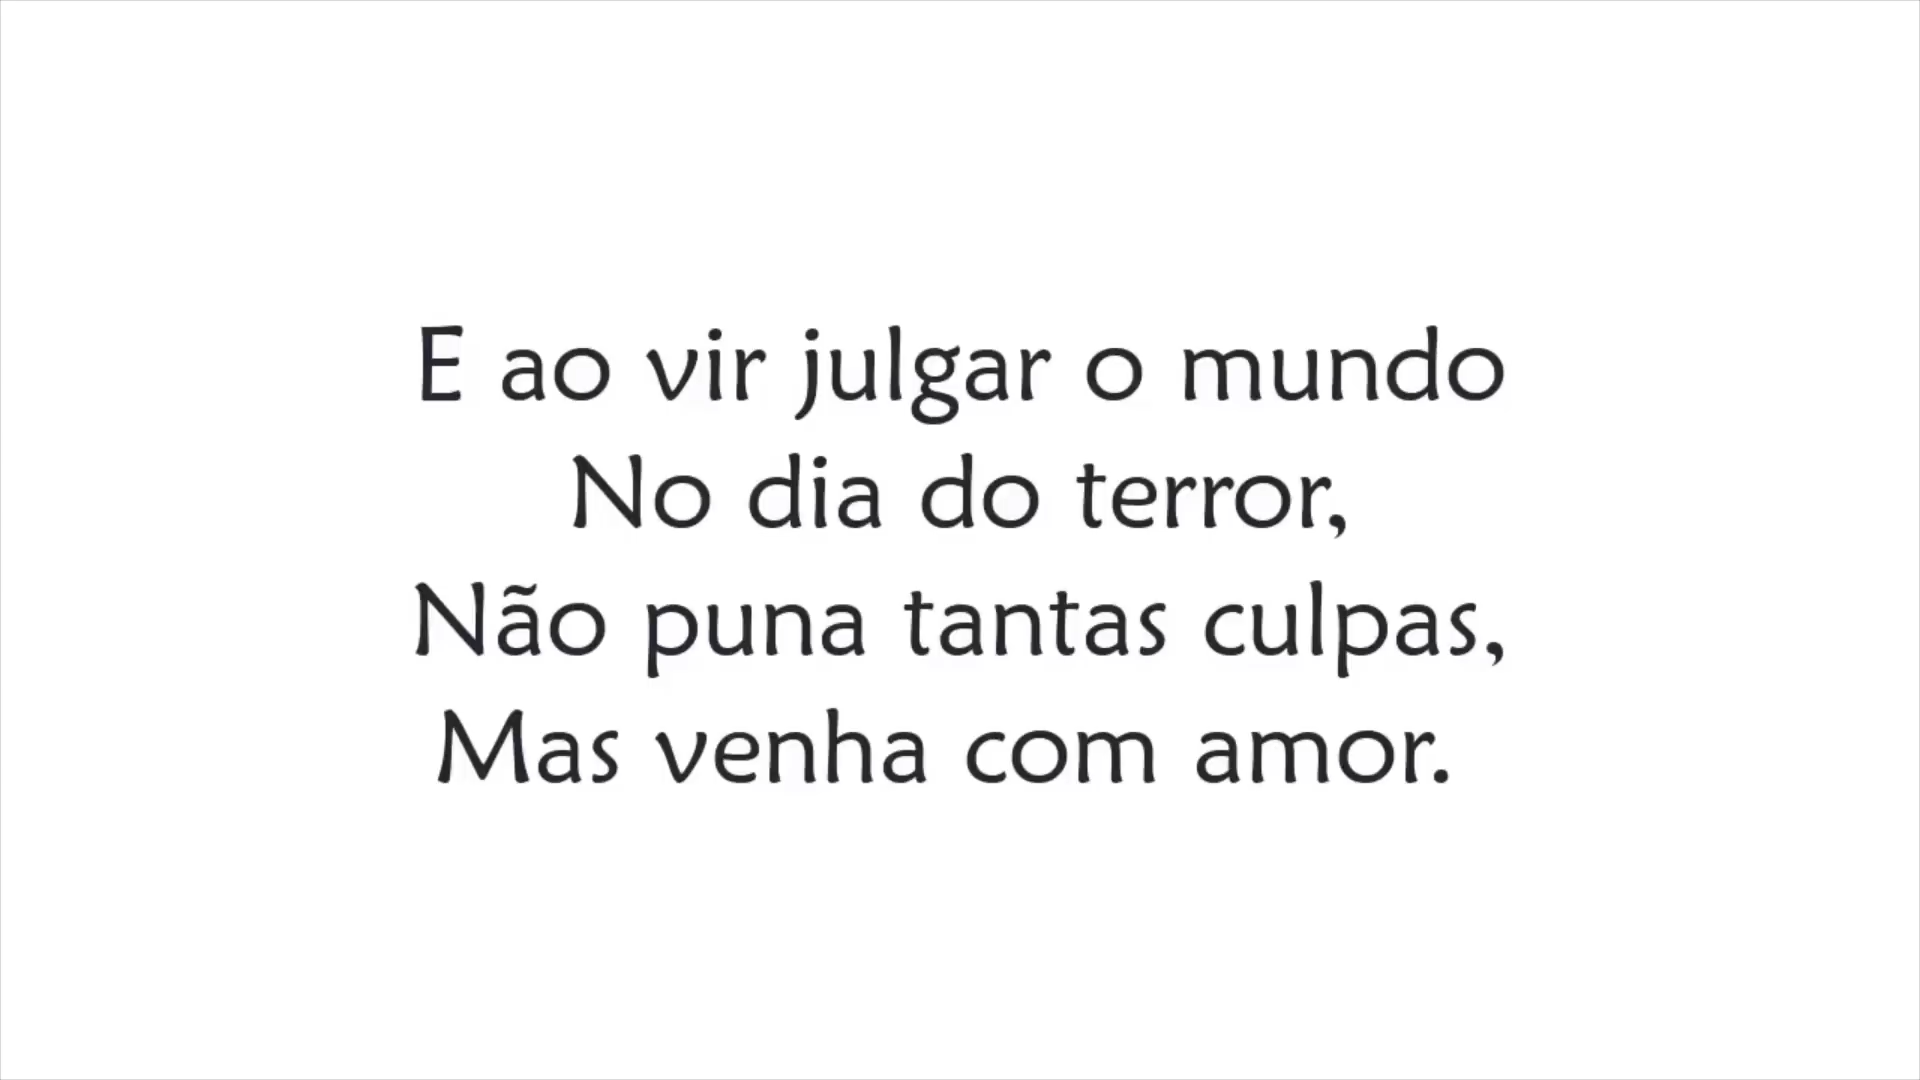 E ao vir julgar o mundo
No dia do terror,
Não puna tantas culpas,
Mas venha com amor.